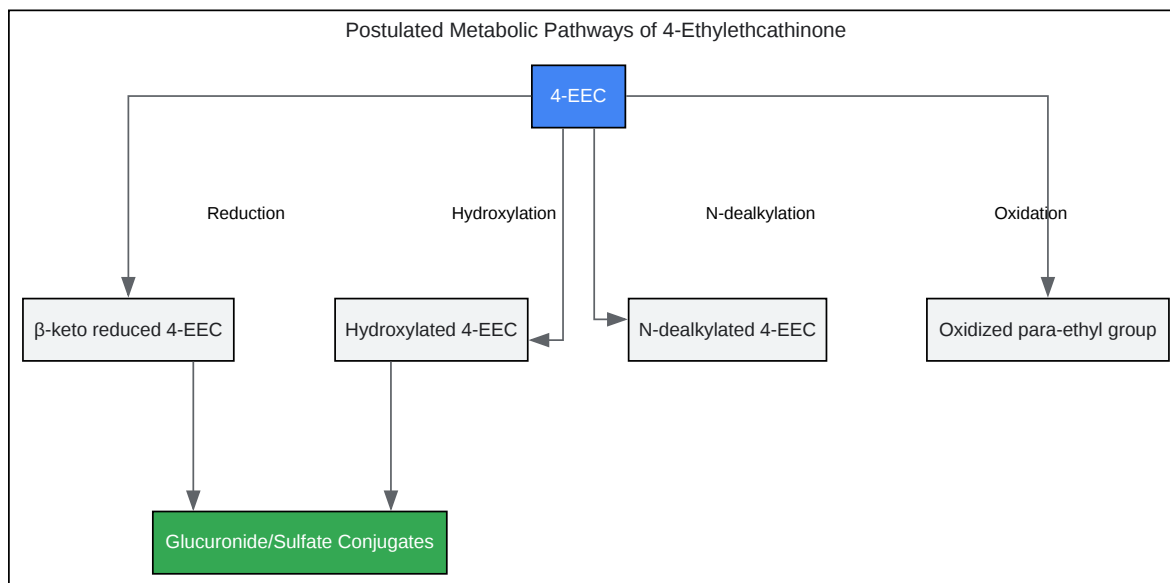 Postulated Metabolic Pathways of 4-Ethylethcathinone
4-EEC
Reduction
Hydroxylation
N-dealkylation
Oxidation
β-keto reduced 4-EEC
Hydroxylated 4-EEC
N-dealkylated 4-EEC
Oxidized para-ethyl group
Glucuronide/Sulfate Conjugates